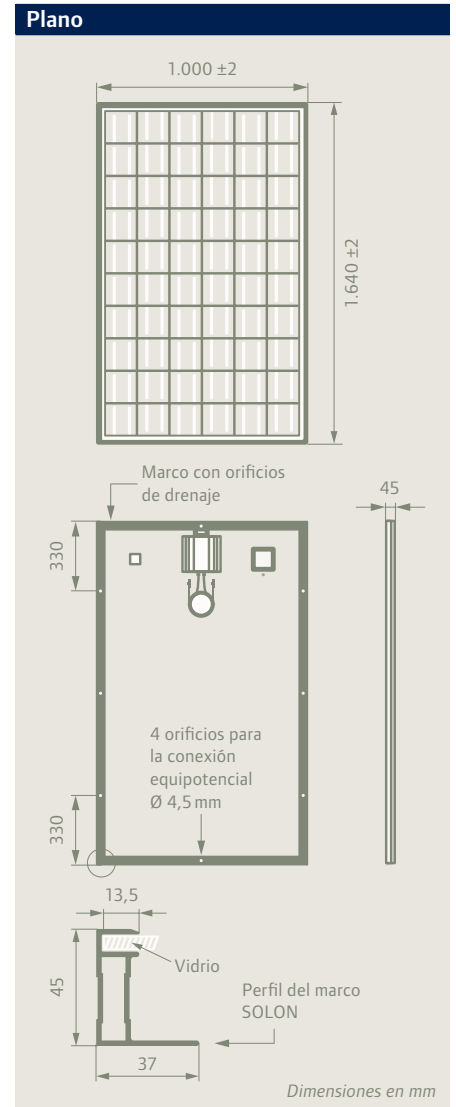 Plano
1.000 ±2
1.640 ±2
Marco con orificios
de drenaje
45
330
4 orificios para
la conexión
equipotencial
Ø 4,5 mm
330
13,5
Vidrio
45
Perfil del marco
SOLON
37
Dimensiones en mm